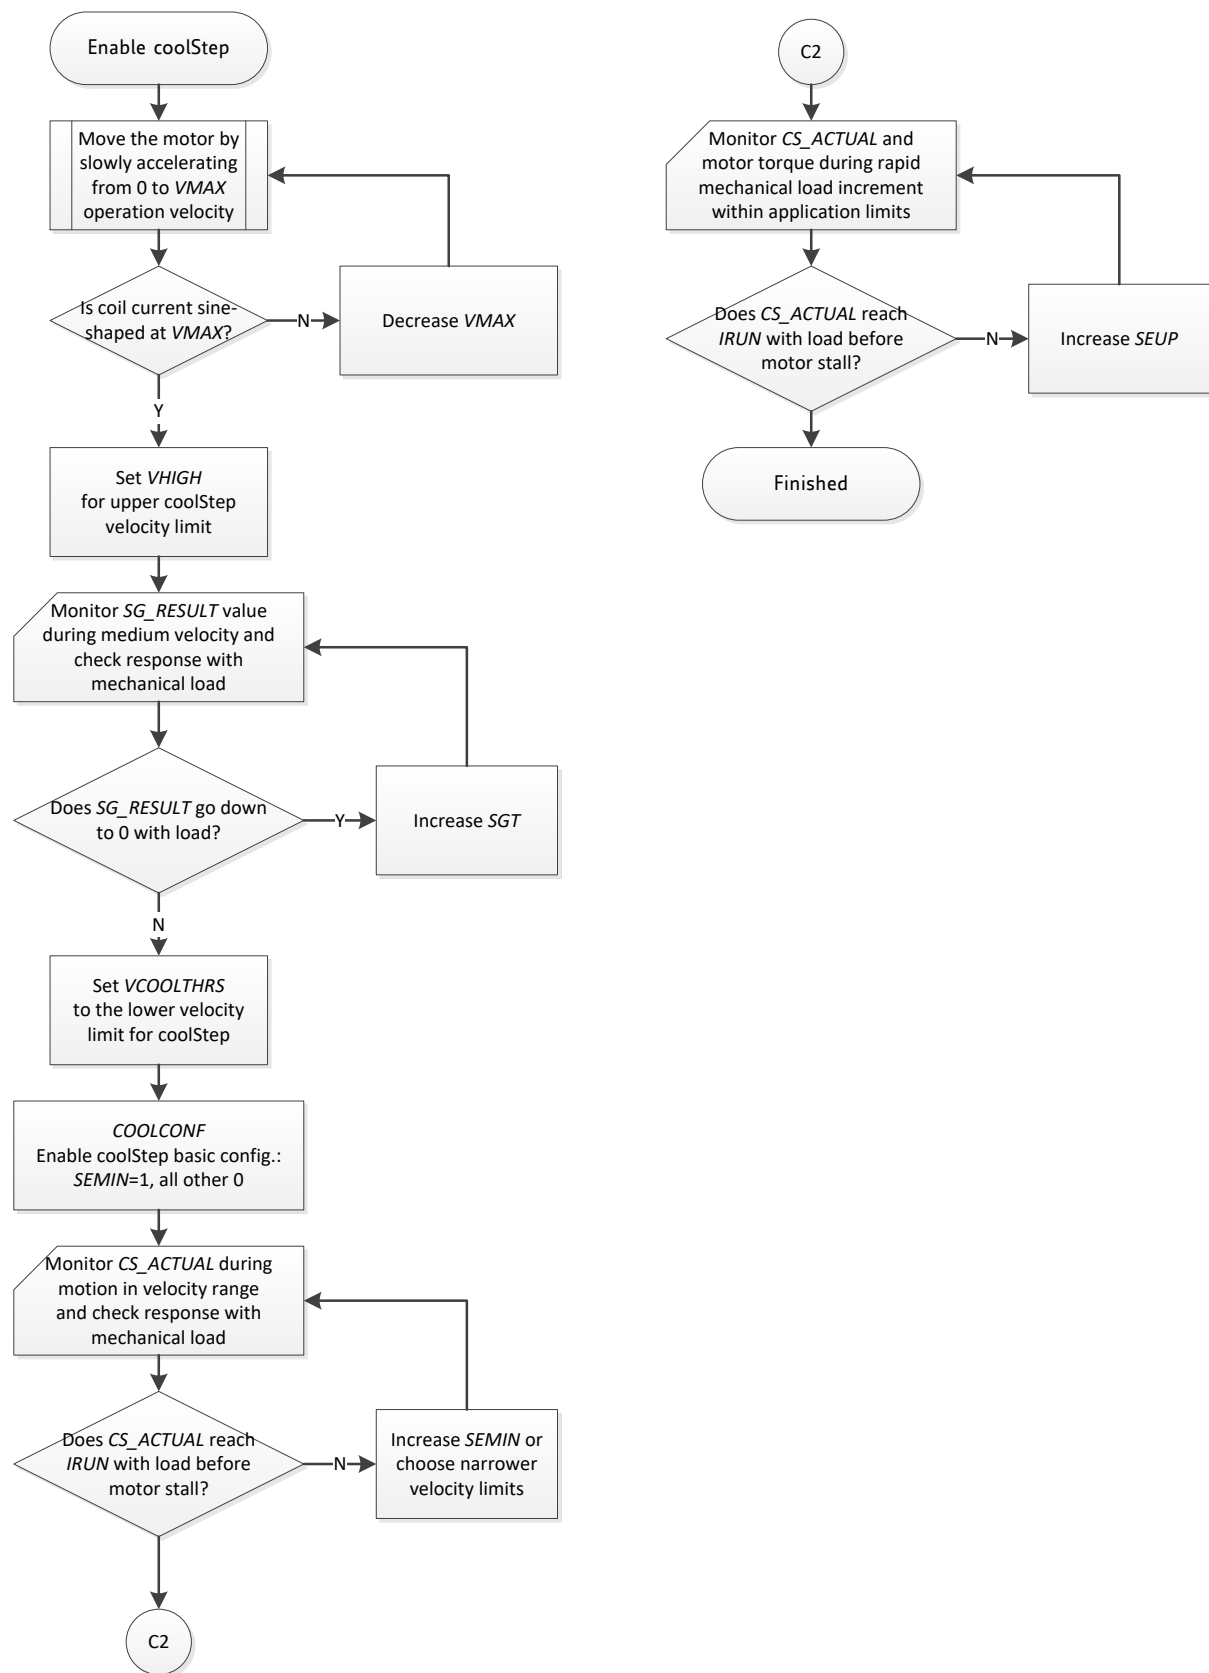 Enable coolStep
Move the motor by
slowly accelerating
from 0 to VMAX
operation velocity
Is coil current sine-
shaped at VMAX?
N
Decrease VMAX
Y
Set VHIGH
for upper coolStep
velocity limit
Monitor SG_RESULT value
during medium velocity and
check response with
mechanical load
Does SG_RESULT go down
to 0 with load?
Y
Increase SGT
N
Set VCOOLTHRS
to the lower velocity
limit for coolStep
COOLCONF
Enable coolStep basic config.:
SEMIN=1, all other 0
Monitor CS_ACTUAL during
motion in velocity range
and check response with
mechanical load
Does CS_ACTUAL reach
IRUN with load before
motor stall?
N
Increase SEMIN or
choose narrower
velocity limits
C2
C2
Monitor CS_ACTUAL and
motor torque during rapid
mechanical load increment
within application limits
Does CS_ACTUAL reach
IRUN with load before
motor stall?
N
Increase SEUP
Finished